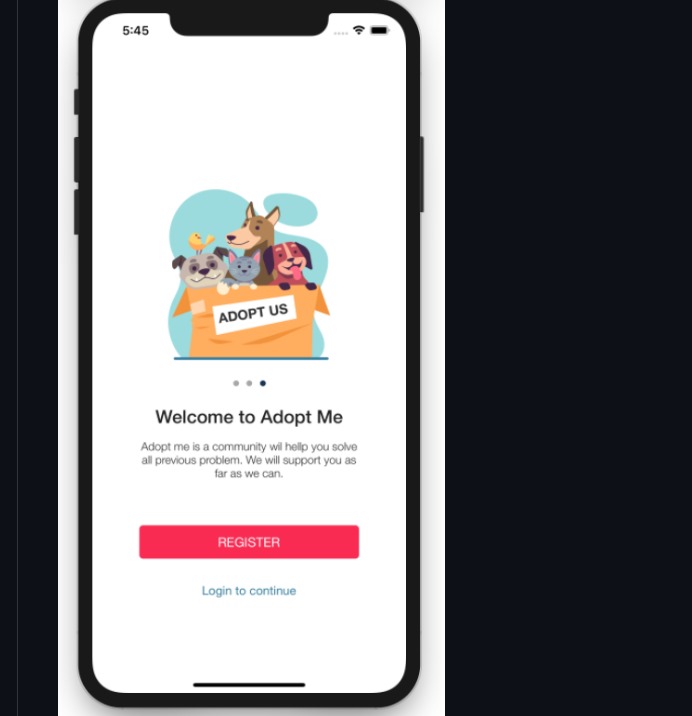 5:45
ADOPT US
Welcome to Adopt Me
Adopt me is a community wil hellp you solve
all previous problem. We will support you as
far as we can.
REGISTER
Login to continue